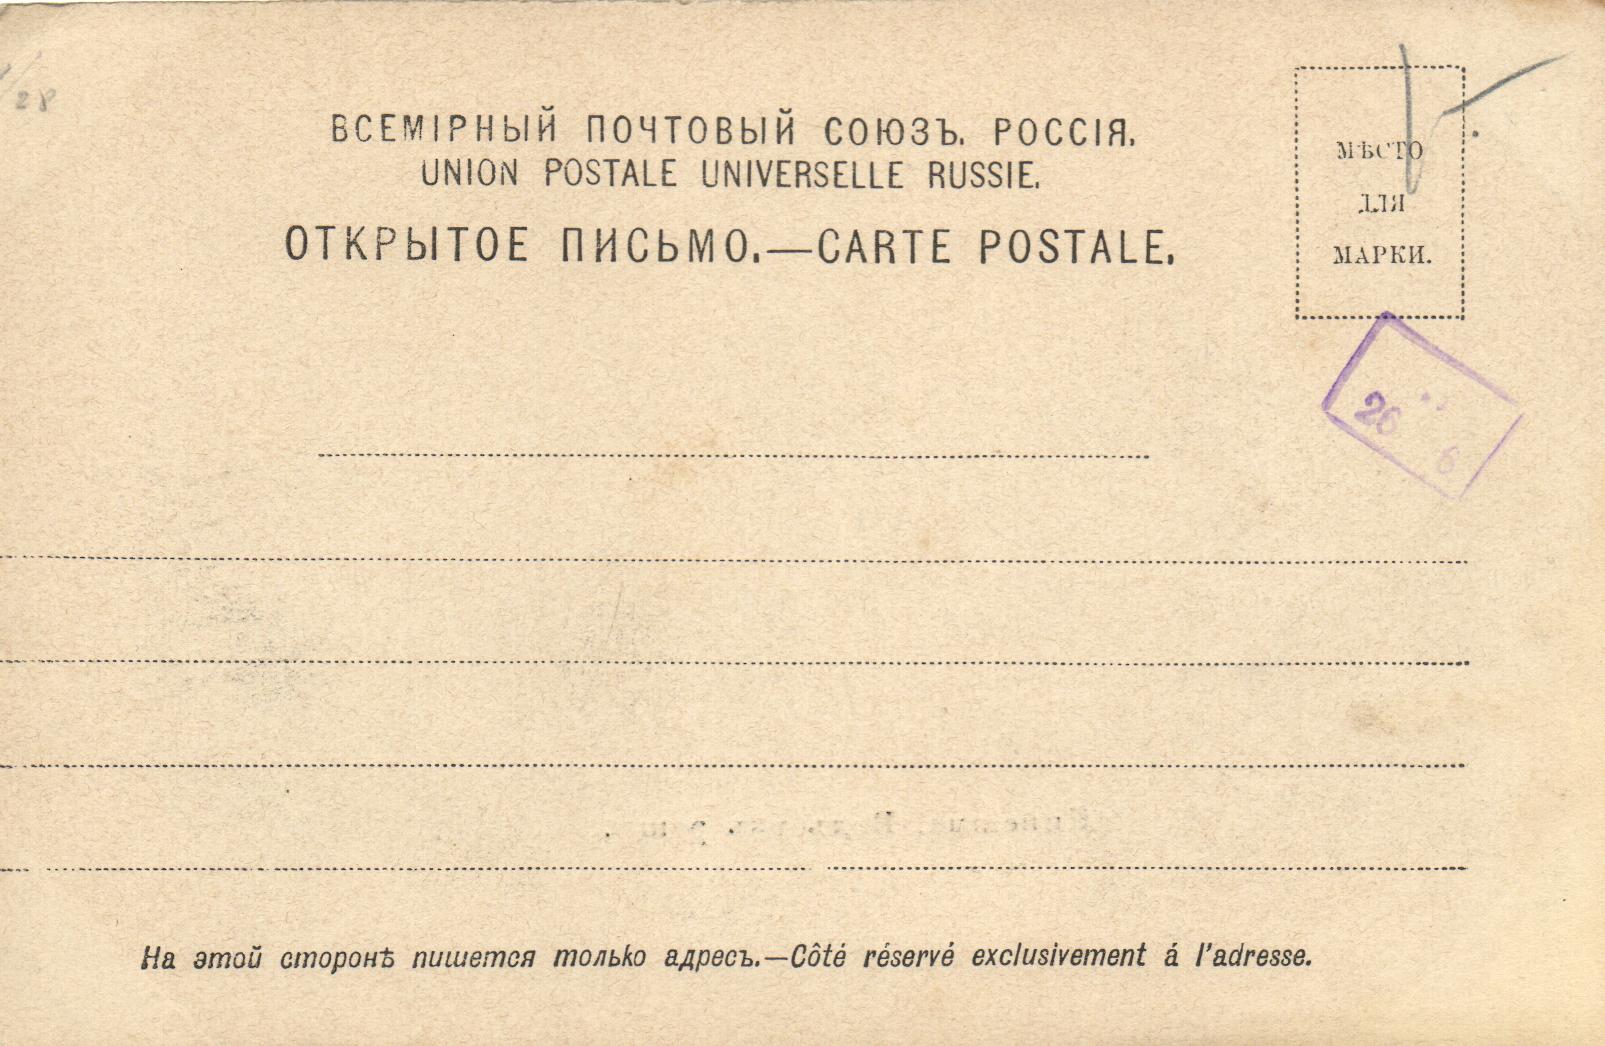 28
ВСЕМІРНЫЙ ПОЧТОВЫЙ СОЮЗЪ. РОССІЯ.
UNION POSTALE UNIVERSELLE RUSSIE.
ОТКРЫТОЕ ПИСЬМО.—CARTE POSTALE.
МѢСТО
ДЛЯ
МАРКИ.
26
6
На этой сторонѣ пишется только адресъ.—Côté réservé exclusivement á l'adresse.